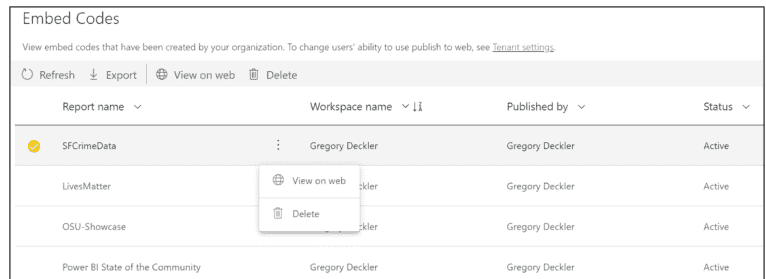 Embed Codes
View embed codes that have been created by your organization. To change users' ability to use publish to web, see Tenant settings.
Refresh Export View on web Delete
Report name Workspace name Published by Status
SFCrimeData Gregory Deckler Gregory Deckler Active
View on web
LivesMatter Gregory Deckler Active
Delete
OSU-Showcase Gregory Deckler Active
Power BI State of the Community Gregory Deckler Gregory Deckler Active